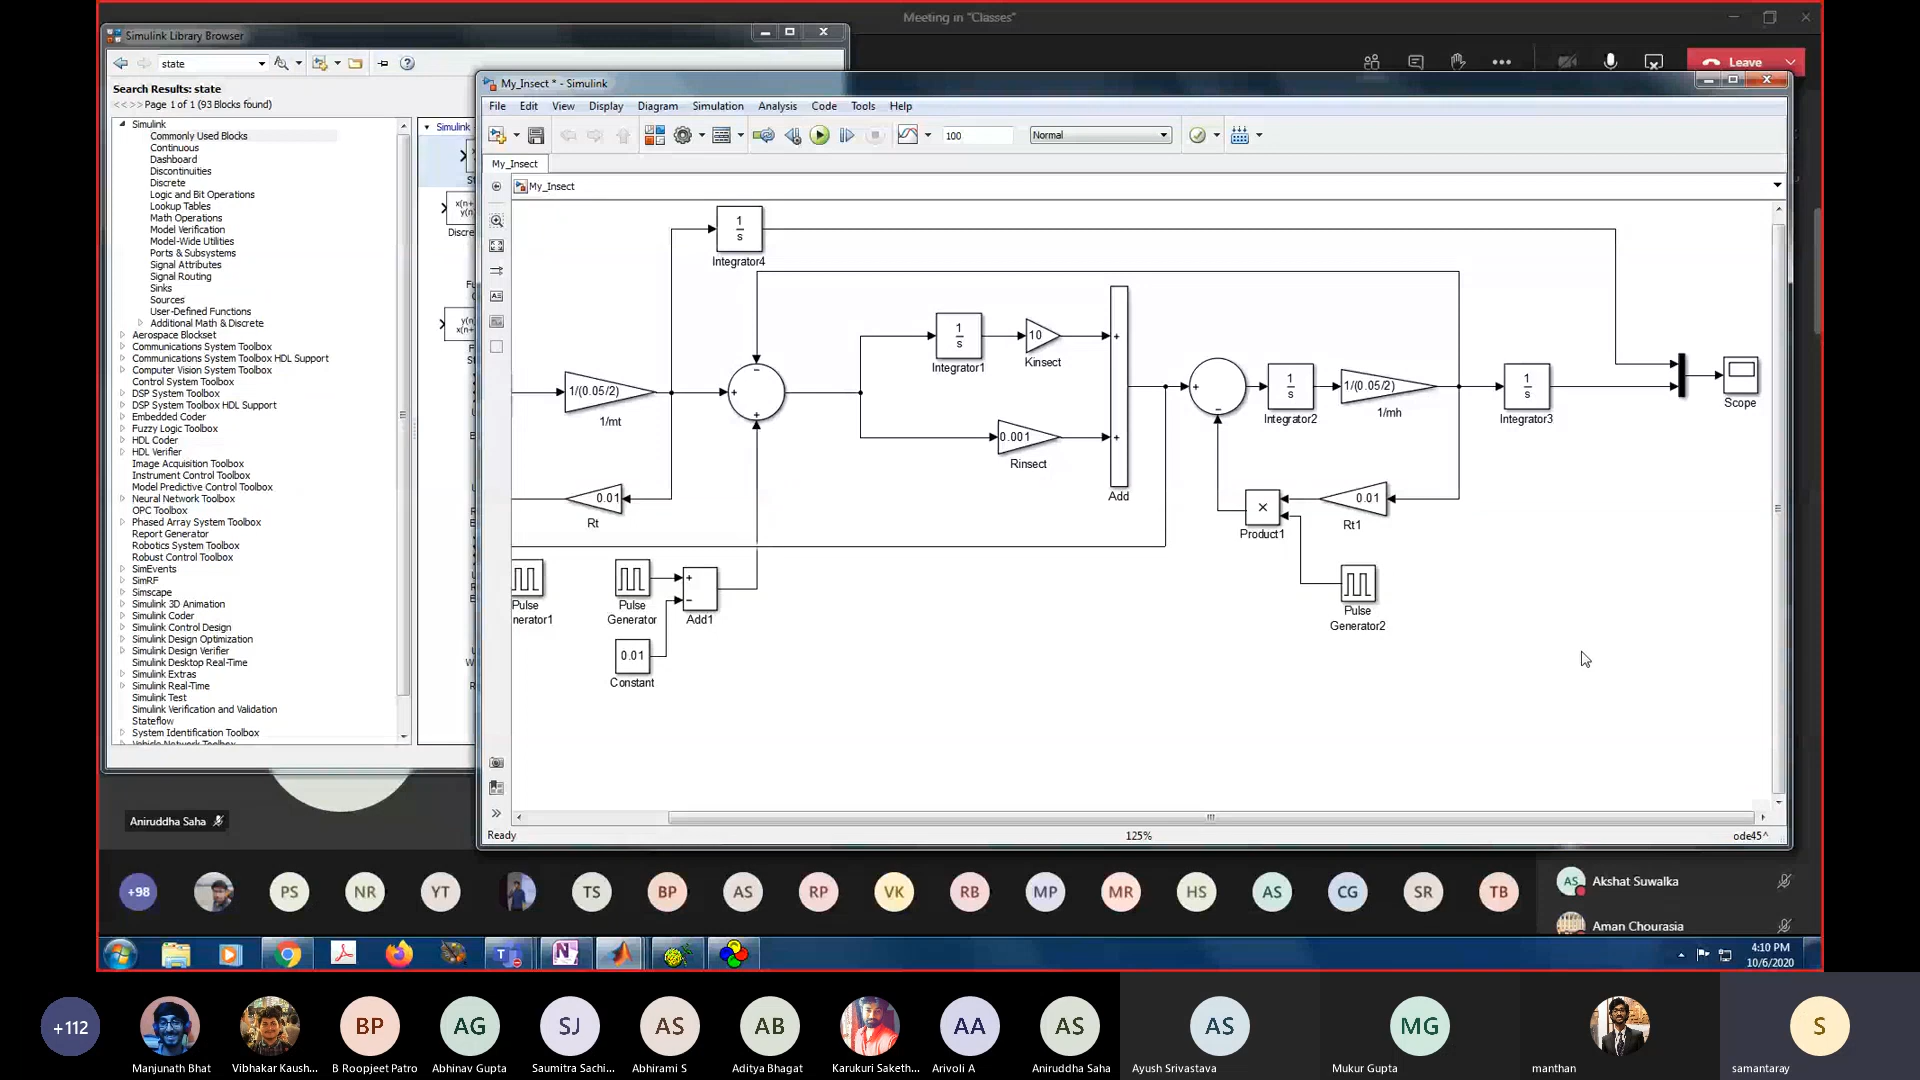 Meeting in "Classes"
Simulink Library Browser
state
Search Results: state
<<>> Page 1 of 1 (93 Blocks found)
Simulink
Commonly Used Blocks
Continuous
Dashboard
Discontinuities
Discrete
Logic and Bit Operations
Lookup Tables
Math Operations
Model Verification
Model-Wide Utilities
Ports & Subsystems
Signal Attributes
Signal Routing
Sinks
Sources
User-Defined Functions
Additional Math & Discrete
Aerospace Blockset
Communications System Toolbox
Communications System Toolbox HDL Support
Computer Vision System Toolbox
Control System Toolbox
DSP System Toolbox
DSP System Toolbox HDL Support
Embedded Coder
Fuzzy Logic Toolbox
HDL Coder
HDL Verifier
Image Acquisition Toolbox
Instrument Control Toolbox
Model Predictive Control Toolbox
Neural Network Toolbox
OPC Toolbox
Phased Array System Toolbox
Report Generator
Robotics System Toolbox
Robust Control Toolbox
SimEvents
SimRF
Simscape
Simulink 3D Animation
Simulink Coder
Simulink Control Design
Simulink Design Optimization
Simulink Design Verifier
Simulink Desktop Real-Time
Simulink Extras
Simulink Real-Time
Simulink Test
Simulink Verification and Validation
Stateflow
System Identification Toolbox
Vehicle Network Toolbox
Simulink
Discre
Leave
My_Insect * - Simulink
File Edit View Display Diagram Simulation Analysis Code Tools Help
100 Normal
My_Insect
My_Insect
1
s
Integrator4
1
s
Integrator1
10
Kinsect
1/(0.05/2)
1/mt
0.001
Rinsect
Add
1
s
Integrator2
1/(0.05/2)
1/mh
1
s
Integrator3
Scope
0.01
Rt
×
Product1
0.01
Rt1
Pulse
nerator1
Pulse
Generator
Add1
Pulse
Generator2
0.01
Constant
Ready 125% ode45^
Aniruddha Saha
+98 PS NR YT TS BP AS RP VK RB MP MR HS AS CG SR TB
AS Akshat Suwalka
Aman Chourasia
4:10 PM
10/6/2020
+112 BP AG SJ AS AB AA AS AS MG S
Manjunath Bhat Vibhakar Kaush... B Roopjeet Patro Abhinav Gupta Saumitra Sachi... Abhirami S Aditya Bhagat Karukuri Saketh... Arivoli A Aniruddha Saha Ayush Srivastava Mukur Gupta manthan samantaray